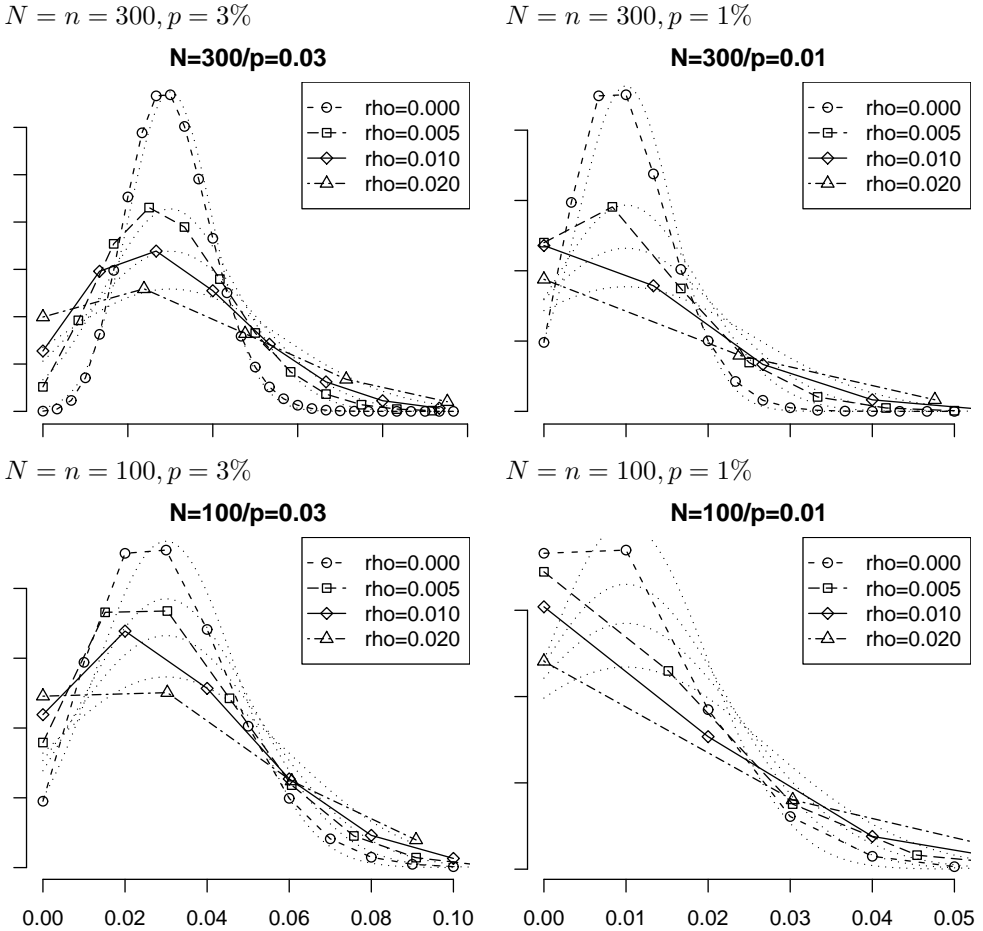 N = n = 300, p = 3%
N=300/p=0.03
rho=0.000
rho=0.005
rho=0.010
rho=0.020
N = n = 300, p = 1%
N=300/p=0.01
rho=0.000
rho=0.005
rho=0.010
rho=0.020
N = n = 100, p = 3%
N=100/p=0.03
rho=0.000
rho=0.005
rho=0.010
rho=0.020
0.00 0.02 0.04 0.06 0.08 0.10
N = n = 100, p = 1%
N=100/p=0.01
rho=0.000
rho=0.005
rho=0.010
rho=0.020
0.00 0.01 0.02 0.03 0.04 0.05